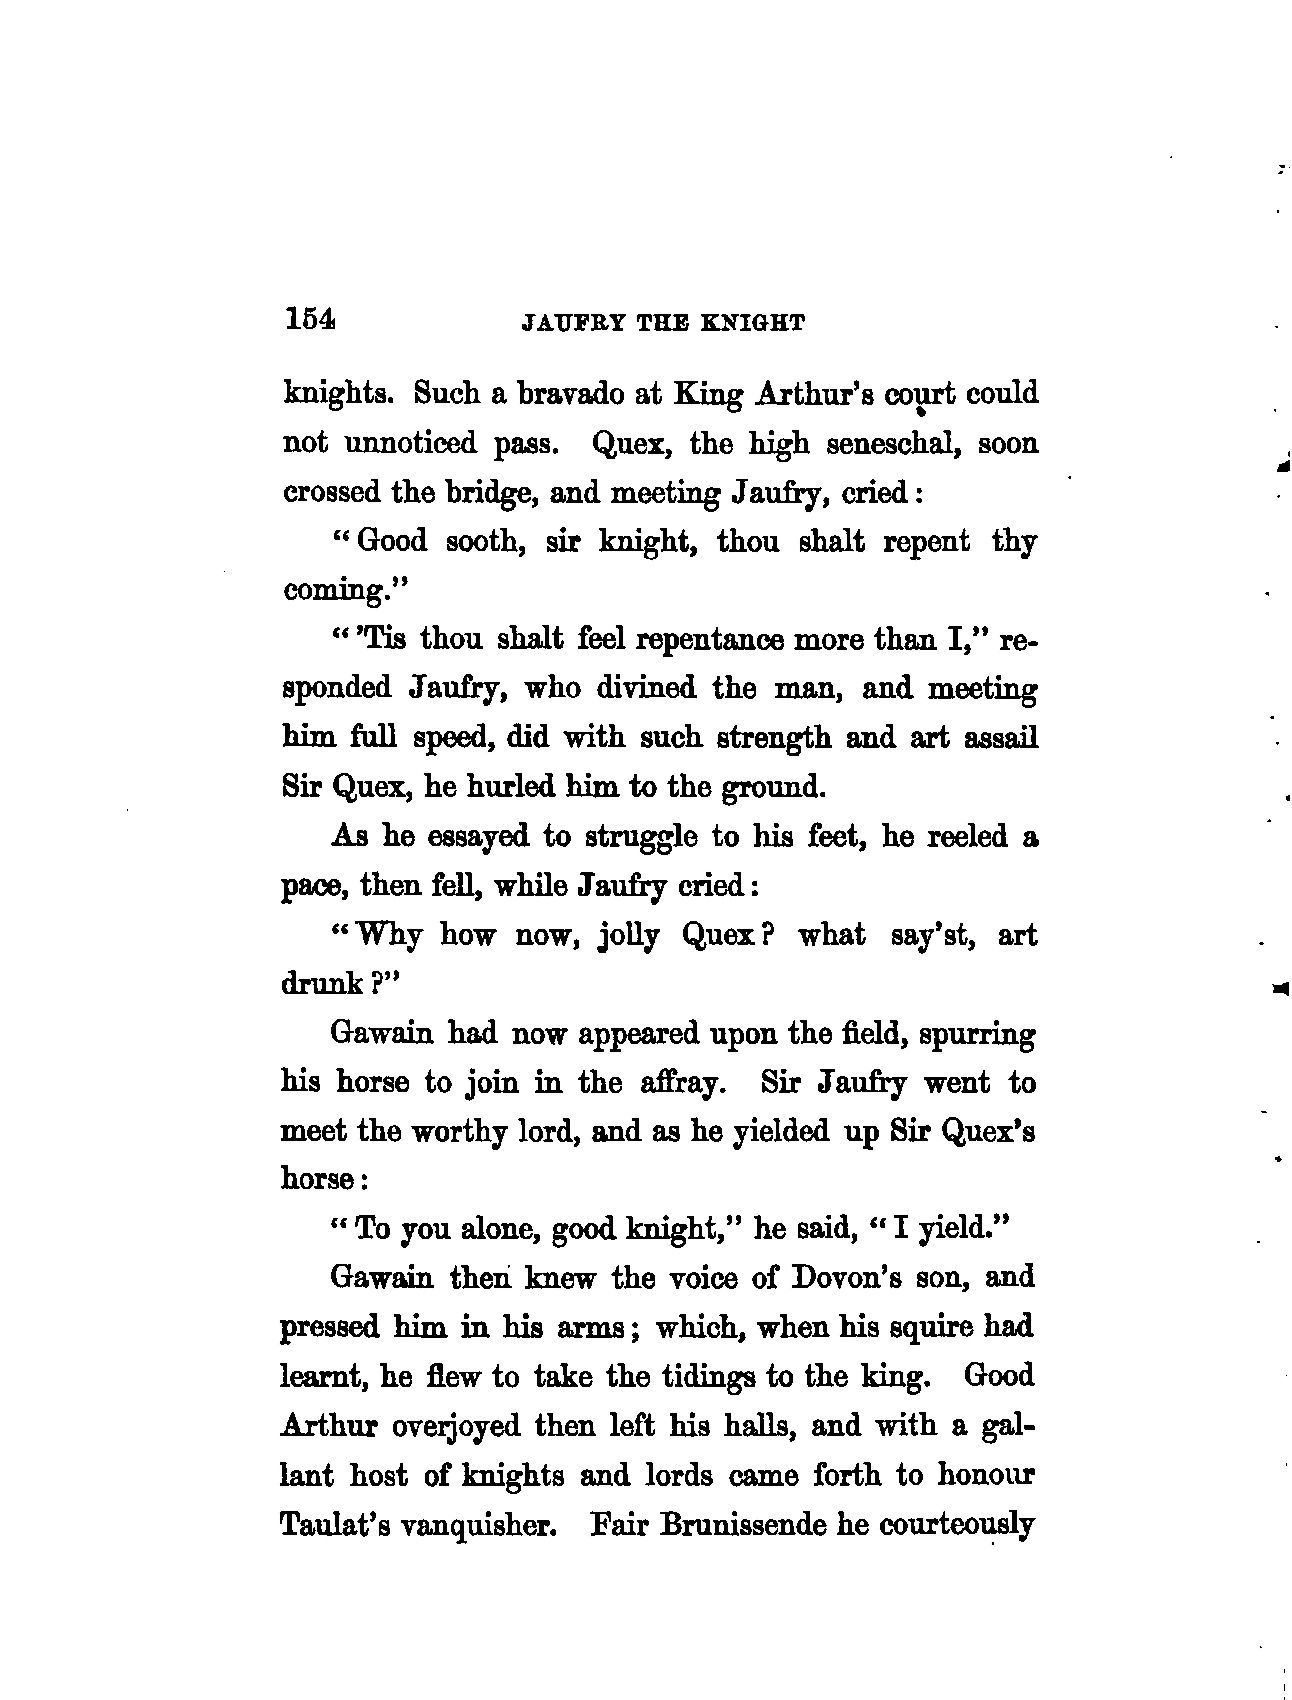 154 JAUFRY THE KNIGHT
knights. Such a bravado at King Arthur's court could
not unnoticed pass. Quex, the high seneschal, soon
crossed the bridge, and meeting Jaufry, cried:
"Good sooth, sir knight, thou shalt repent thy
coming."
"'Tis thou shalt feel repentance more than I," re-
sponded Jaufry, who divined the man, and meeting
him full speed, did with such strength and art assail
Sir Quex, he hurled him to the ground.
As he essayed to struggle to his feet, he reeled a
pace, then fell, while Jaufry cried:
"Why how now, jolly Quex? what say'st, art
drunk?"
Gawain had now appeared upon the field, spurring
his horse to join in the affray. Sir Jaufry went to
meet the worthy lord, and as he yielded up Sir Quex's
horse:
"To you alone, good knight," he said, "I yield."
Gawain then knew the voice of Dovon's son, and
pressed him in his arms; which, when his squire had
learnt, he flew to take the tidings to the king. Good
Arthur overjoyed then left his halls, and with a gal-
lant host of knights and lords came forth to honour
Taulat's vanquisher. Fair Brunissende he courteously